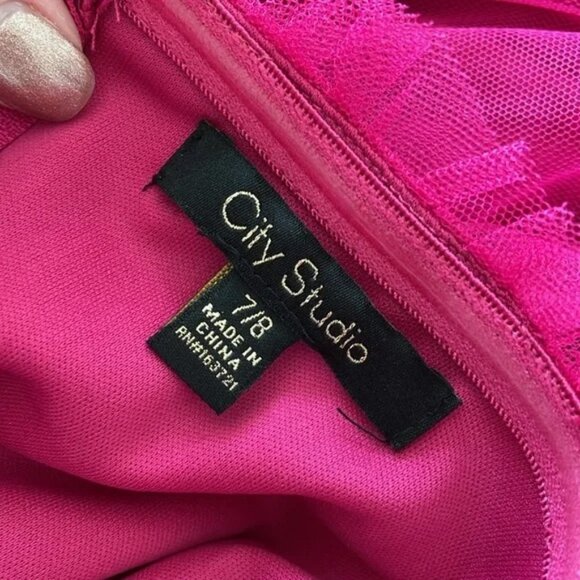 City Studio
7/8
MADE IN
CHINA
RN#163721